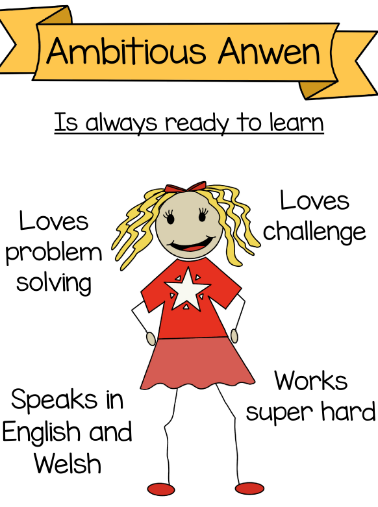 Ambitious Anwen
Is always ready to learn
Loves
problem
solving
Loves
challenge
Speaks in
English and
Welsh
Works
super hard